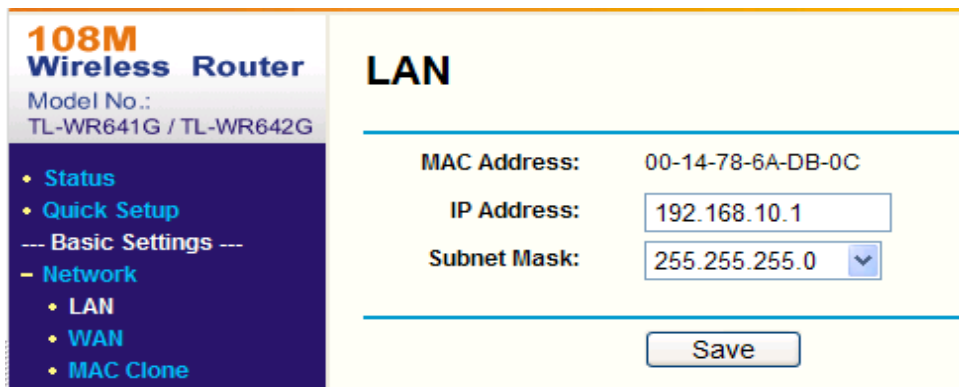 108M
Wireless Router
Model No.:
TL-WR641G / TL-WR642G
• Status
• Quick Setup
--- Basic Settings ---
– Network
• LAN
• WAN
• MAC Clone
LAN
MAC Address: 00-14-78-6A-DB-0C
IP Address: 192.168.10.1
Subnet Mask: 255.255.255.0
Save